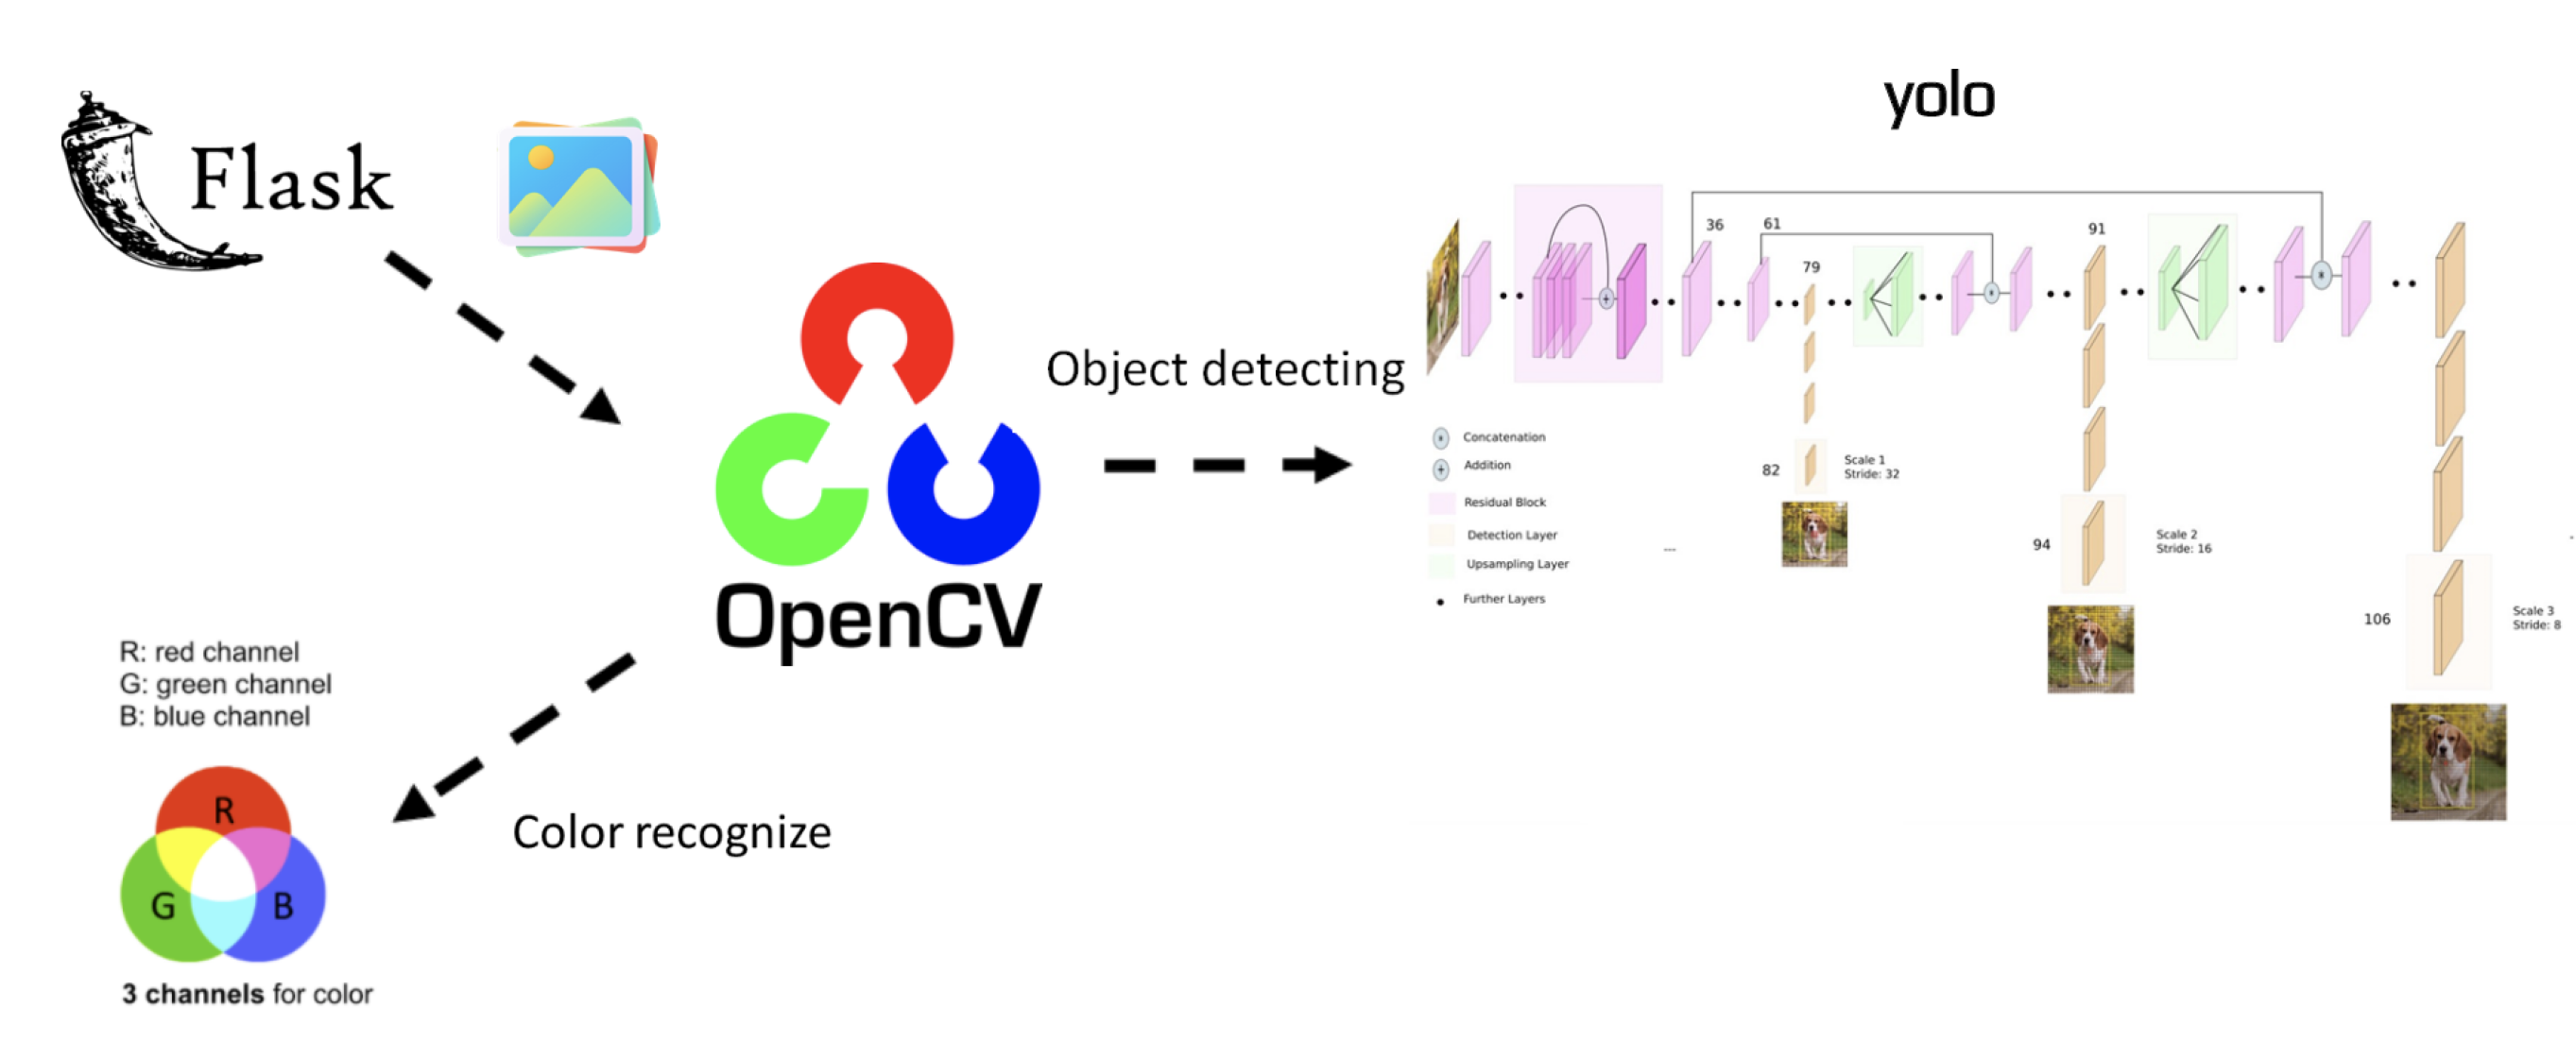 Flask
OpenCV
Object detecting
Color recognize
R: red channel
G: green channel
B: blue channel
R
G
B
3 channels for color
yolo
36
61
79
91
82
Scale 1
Stride: 32
94
Scale 2
Stride: 16
106
Scale 3
Stride: 8
* Concatenation
+ Addition
Residual Block
Detection Layer
Upsampling Layer
Further Layers